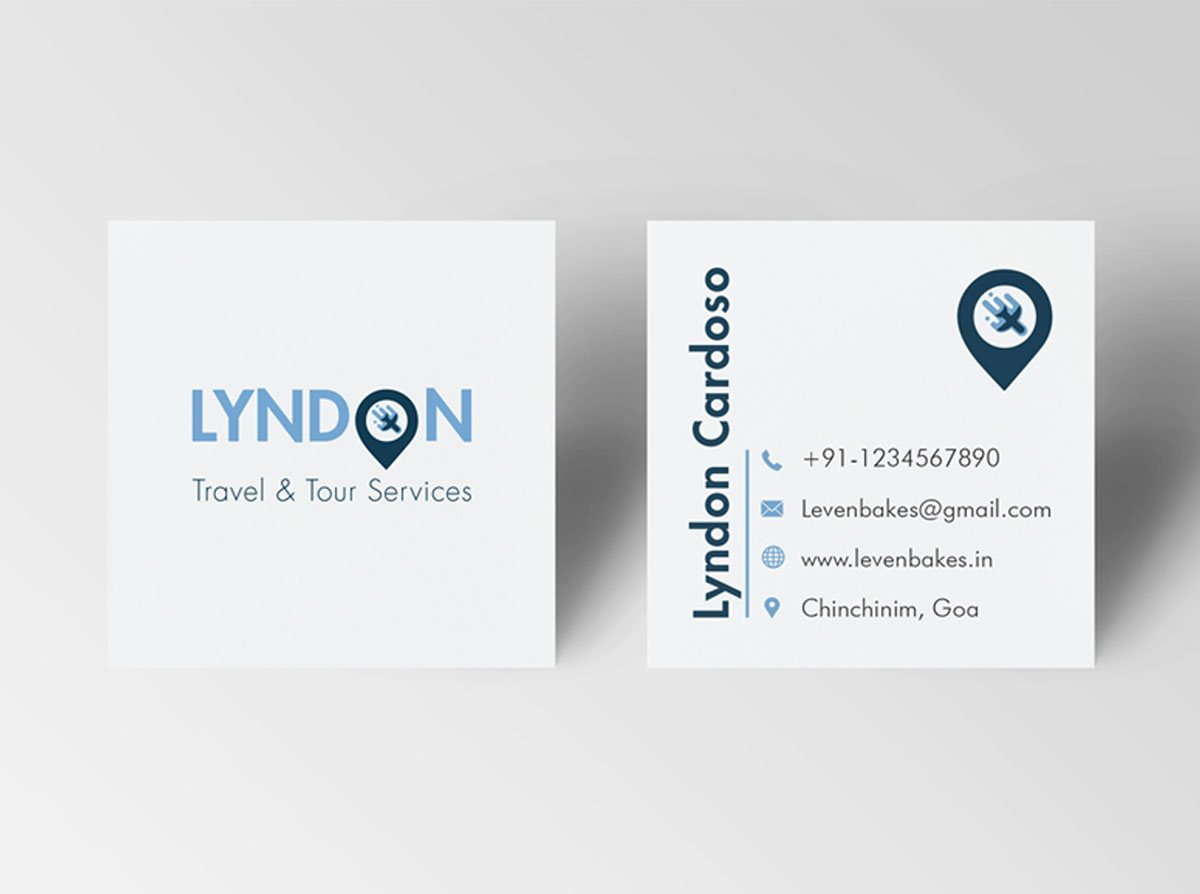 LYNDON
Travel & Tour Services
Lyndon Cardoso
+91-1234567890
Levenbakes@gmail.com
www.levenbakes.in
Chinchinim, Goa